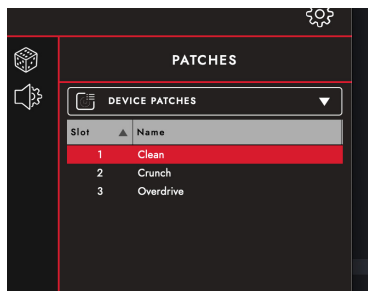 PATCHES
DEVICE PATCHES
Slot Name
1 Clean
2 Crunch
3 Overdrive